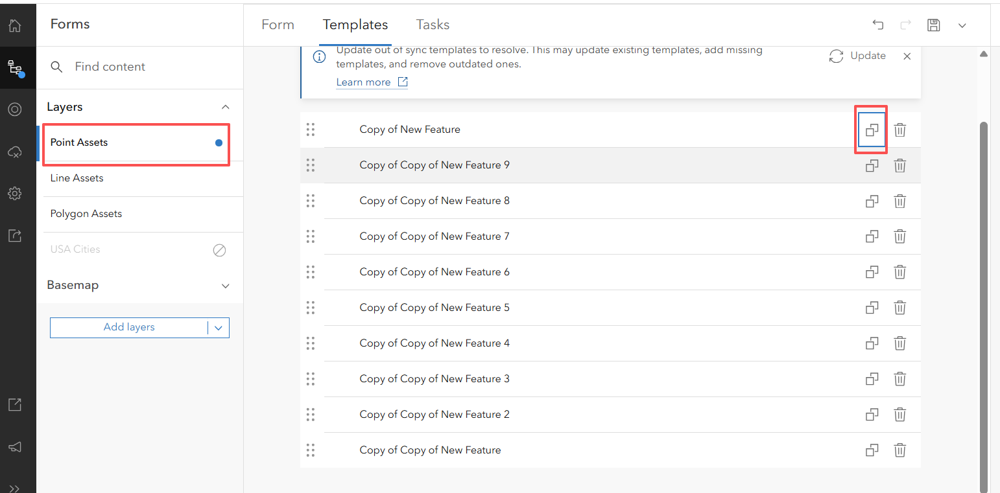 Forms
Find content
Layers
Point Assets
Line Assets
Polygon Assets
USA Cities
Basemap
Add layers
Form
Templates
Tasks
Update out of sync templates to resolve. This may update existing templates, add missing
templates, and remove outdated ones.
Learn more
Update
Copy of New Feature
Copy of Copy of New Feature 9
Copy of Copy of New Feature 8
Copy of Copy of New Feature 7
Copy of Copy of New Feature 6
Copy of Copy of New Feature 5
Copy of Copy of New Feature 4
Copy of Copy of New Feature 3
Copy of Copy of New Feature 2
Copy of Copy of New Feature